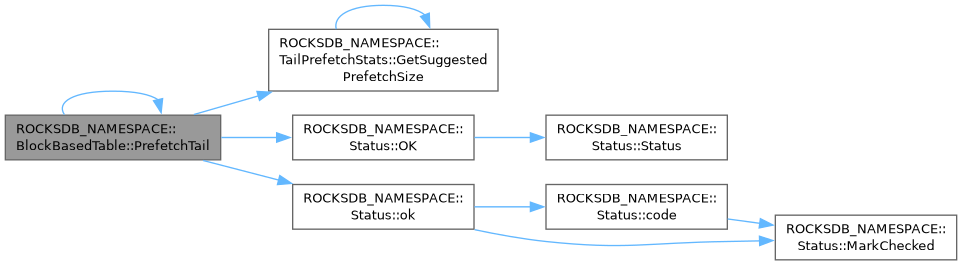 ROCKSDB_NAMESPACE::
TailPrefetchStats::GetSuggested
PrefetchSize
ROCKSDB_NAMESPACE::
BlockBasedTable::PrefetchTail
ROCKSDB_NAMESPACE::
Status::OK
ROCKSDB_NAMESPACE::
Status::Status
ROCKSDB_NAMESPACE::
Status::ok
ROCKSDB_NAMESPACE::
Status::code
ROCKSDB_NAMESPACE::
Status::MarkChecked